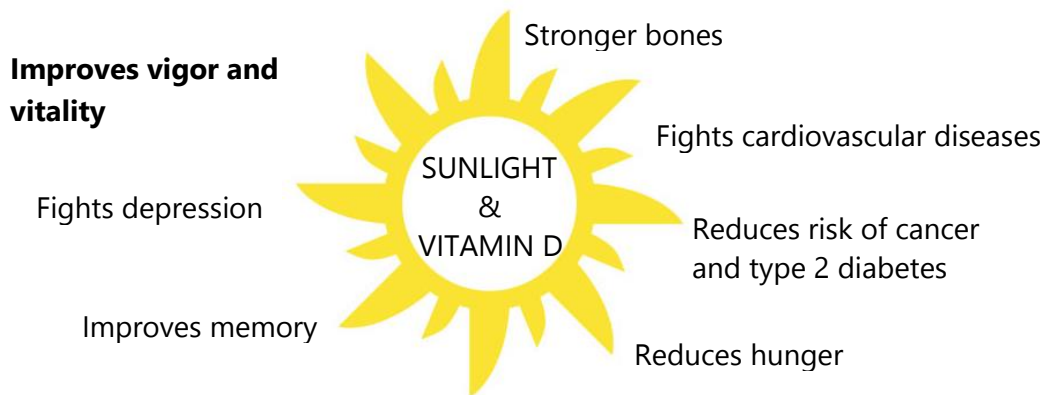 Stronger bones
Improves vigor and
vitality
Fights cardiovascular diseases
SUNLIGHT
&
VITAMIN D
Fights depression
Reduces risk of cancer
and type 2 diabetes
Improves memory
Reduces hunger